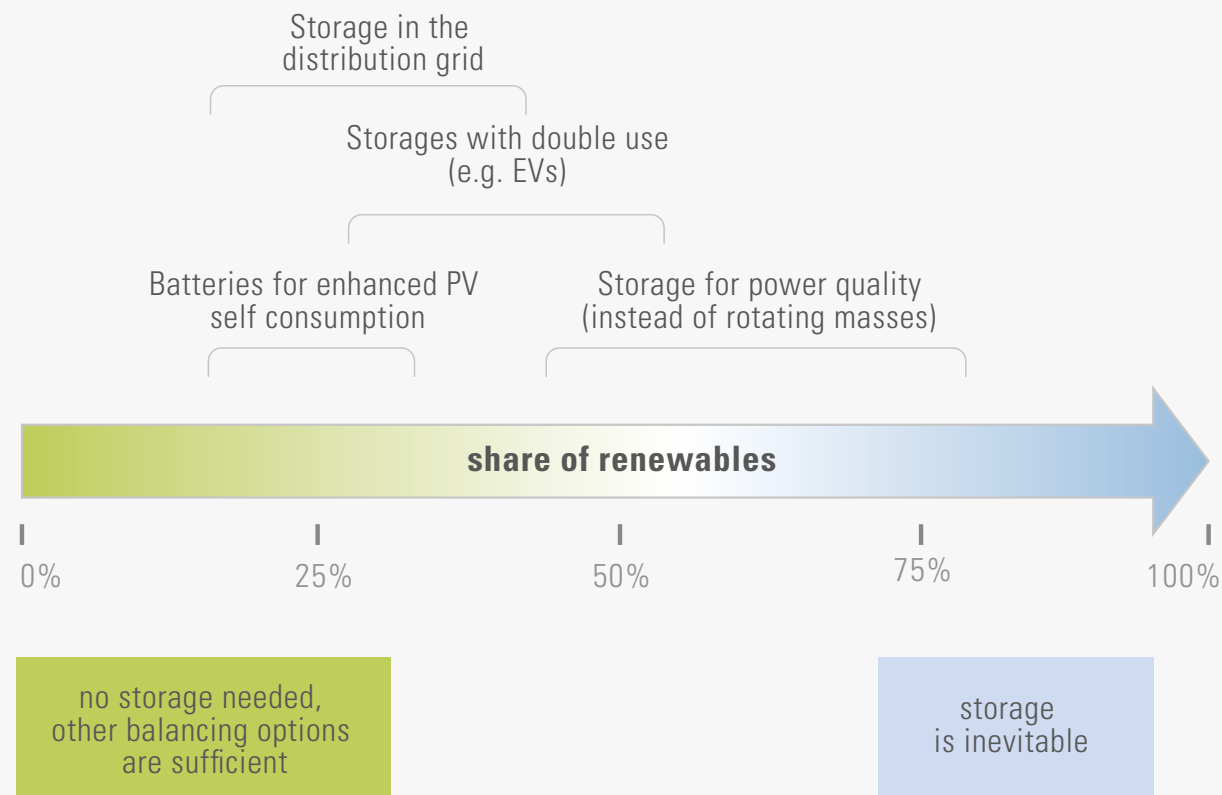 Storage in the
distribution grid
Storages with double use
(e.g. EVs)
Batteries for enhanced PV
self consumption
Storage for power quality
(instead of rotating masses)
share of renewables
0%
25%
50%
75%
100%
no storage needed,
other balancing options
are sufficient
storage
is inevitable